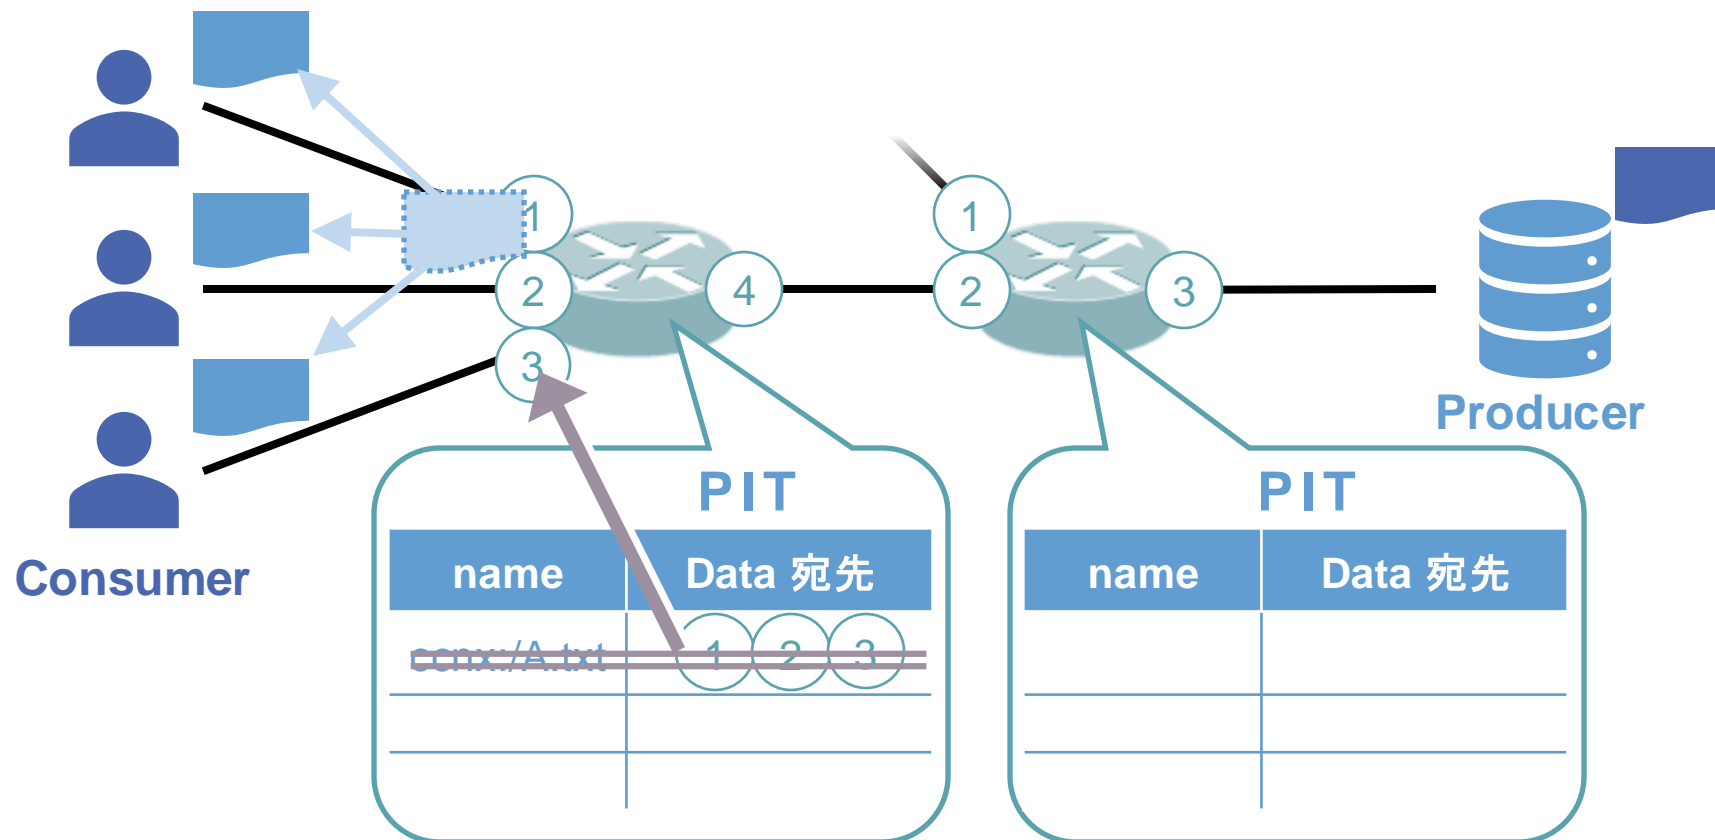 1
1
2
4
2
3
3
Producer
PIT
PIT
name
Data 宛先
name
Data 宛先
Consumer
ccnx:/A.txt
1
2
3